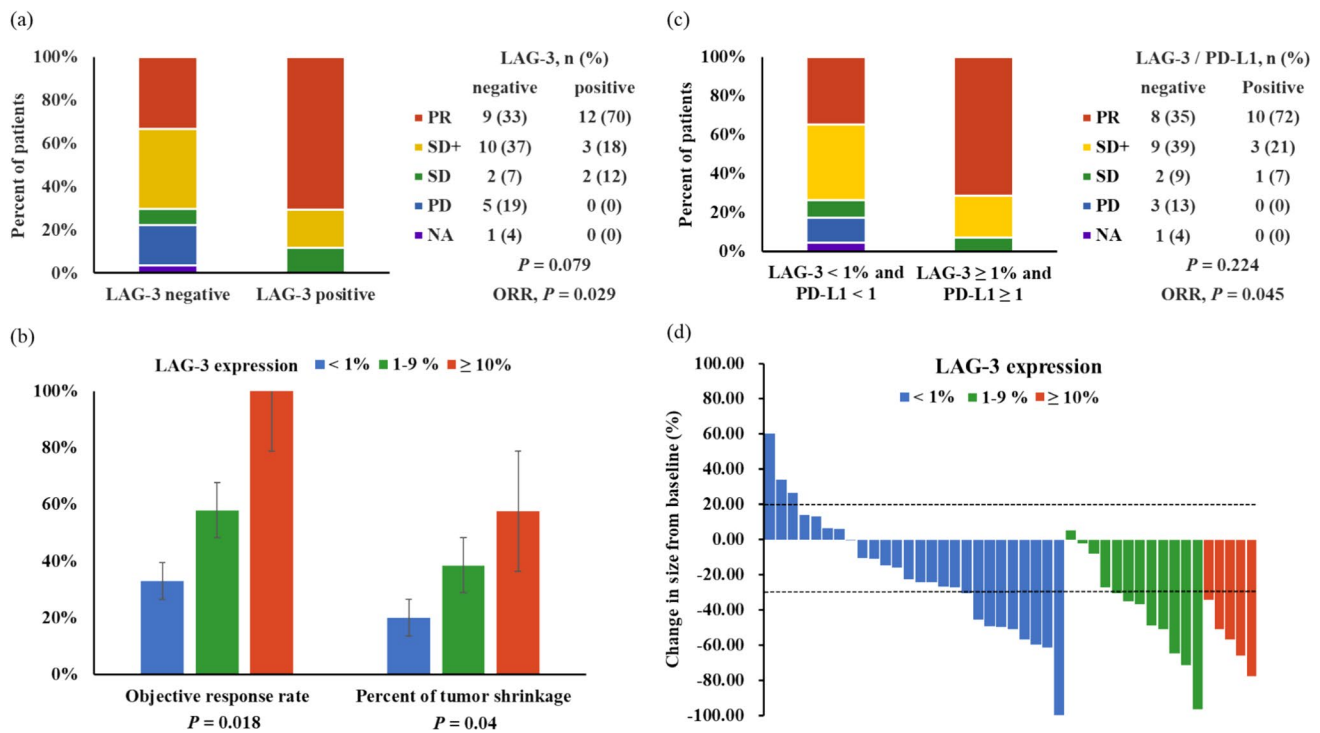 (a)
100%
80%
60%
40%
20%
0%
Percent of patients
LAG-3 negative LAG-3 positive
LAG-3, n (%)
negative positive
PR 9 (33) 12 (70)
SD+ 10 (37) 3 (18)
SD 2 (7) 2 (12)
PD 5 (19) 0 (0)
NA 1 (4) 0 (0)
P = 0.079
ORR, P = 0.029
(c)
100%
80%
60%
40%
20%
0%
Percent of patients
LAG-3 < 1% and LAG-3 ≥ 1% and
PD-L1 < 1 PD-L1 ≥ 1
LAG-3 / PD-L1, n (%)
negative Positive
PR 8 (35) 10 (72)
SD+ 9 (39) 3 (21)
SD 2 (9) 1 (7)
PD 3 (13) 0 (0)
NA 1 (4) 0 (0)
P = 0.224
ORR, P = 0.045
(b)
LAG-3 expression < 1% 1-9 % ≥ 10%
100%
80%
60%
40%
20%
0%
Objective response rate Percent of tumor shrinkage
P = 0.018 P = 0.04
(d)
LAG-3 expression
< 1% 1-9 % ≥ 10%
Change in size from baseline (%)
100.00
80.00
60.00
40.00
20.00
0.00
-20.00
-40.00
-60.00
-80.00
-100.00